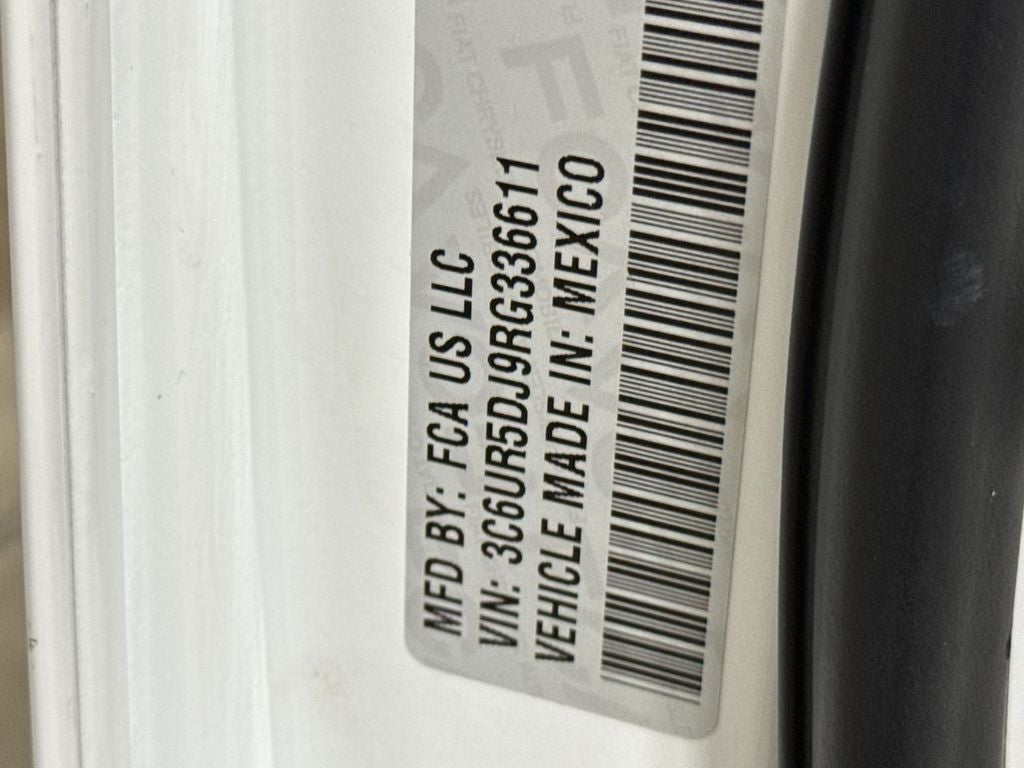 MFD BY: FCA US LLC
VIN: 3C6UR5DJ9RG336611
VEHICLE MADE IN: MEXICO